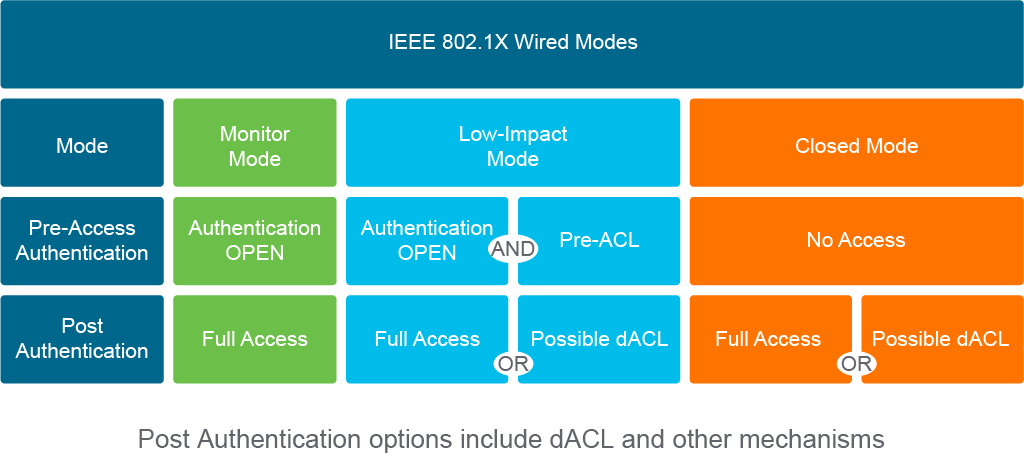 IEEE 802.1X Wired Modes
Mode
Monitor
Mode
Low-Impact
Mode
Closed Mode
Pre-Access
Authentication
Authentication
OPEN
Authentication
OPEN
AND
Pre-ACL
No Access
Post
Authentication
Full Access
Full Access
OR
Possible dACL
Full Access
OR
Possible dACL
Post Authentication options include dACL and other mechanisms